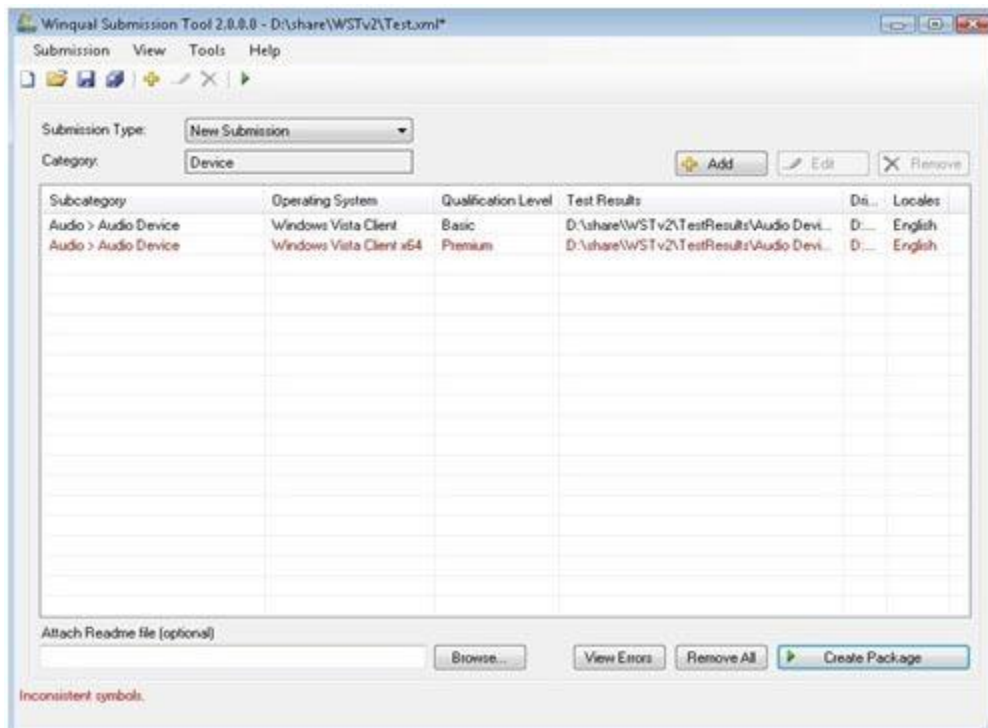 Winqual Submission Tool 2.0.0.0 - D:\share\WSTv2\Test.xml*
Submission View Tools Help
Submission Type: New Submission
Category: Device Add Edit Remove
Subcategory Operating System Qualification Level Test Results Dri... Locales
Audio > Audio Device Windows Vista Client Basic D:\share\WSTv2\TestResults\Audio Devi... D:... English
Audio > Audio Device Windows Vista Client x64 Premium D:\share\WSTv2\TestResults\Audio Devi... D:... English
Attach Readme file (optional)
Browse... View Errors Remove All Create Package
Inconsistent symbols.